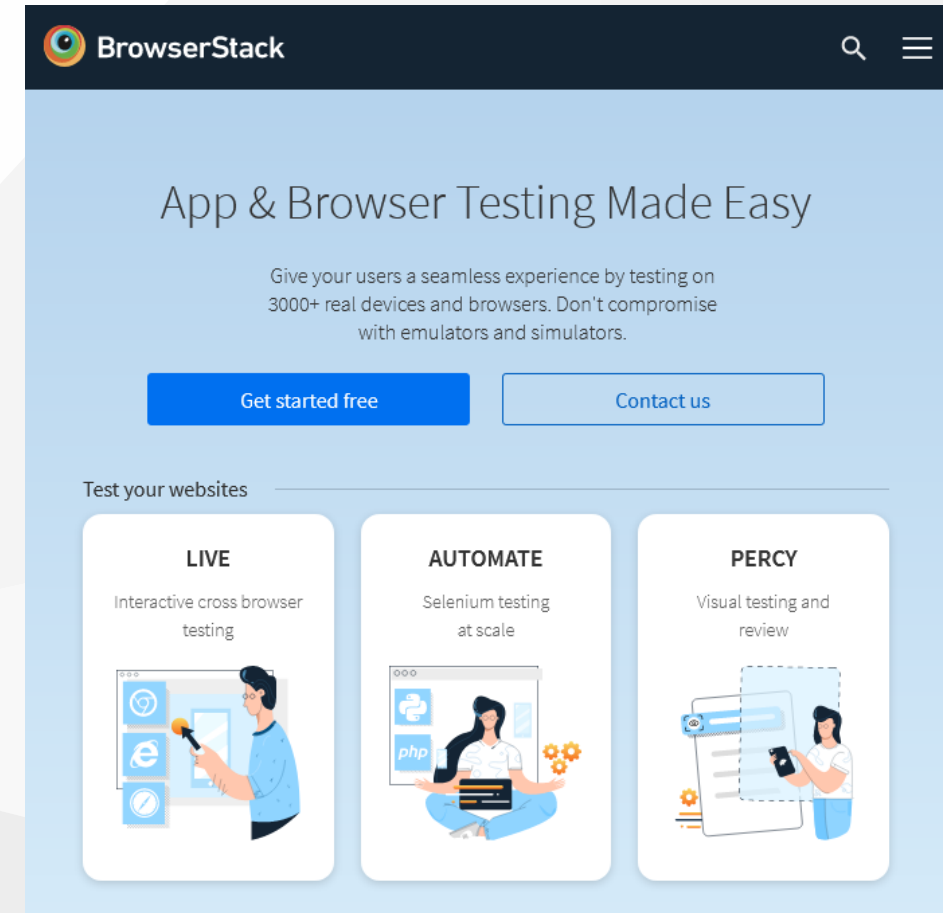 BrowserStack
App & Browser Testing Made Easy
Give your users a seamless experience by testing on
3000+ real devices and browsers. Don't compromise
with emulators and simulators.
Get started free
Contact us
Test your websites
LIVE
Interactive cross browser
testing
AUTOMATE
Selenium testing
at scale
php
PERCY
Visual testing and
review